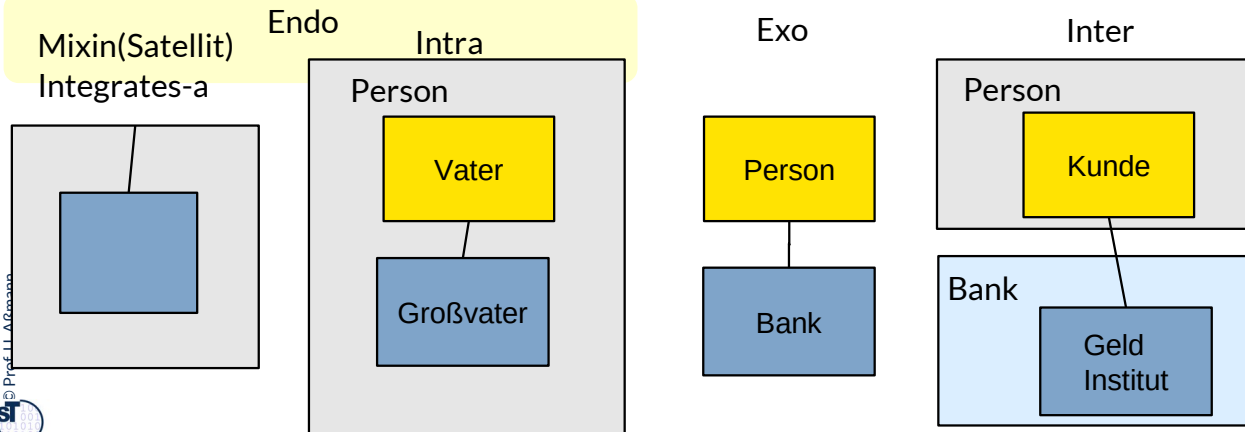 Endo
Mixin(Satellit)
Integrates-a
Intra
Person
Vater
Großvater
Exo
Person
Bank
Inter
Person
Kunde
Bank
Geld
Institut
© Prof. U. Aßmann
ST